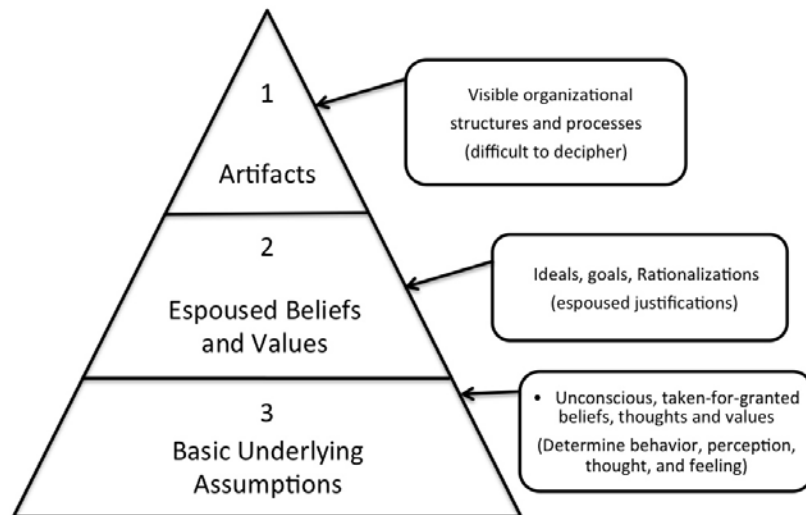 1
Artifacts
Visible organizational
structures and processes
(difficult to decipher)
2
Espoused Beliefs
and Values
Ideals, goals, Rationalizations
(espoused justifications)
3
Basic Underlying
Assumptions
• Unconscious, taken-for-granted
beliefs, thoughts and values
(Determine behavior, perception,
thought, and feeling)